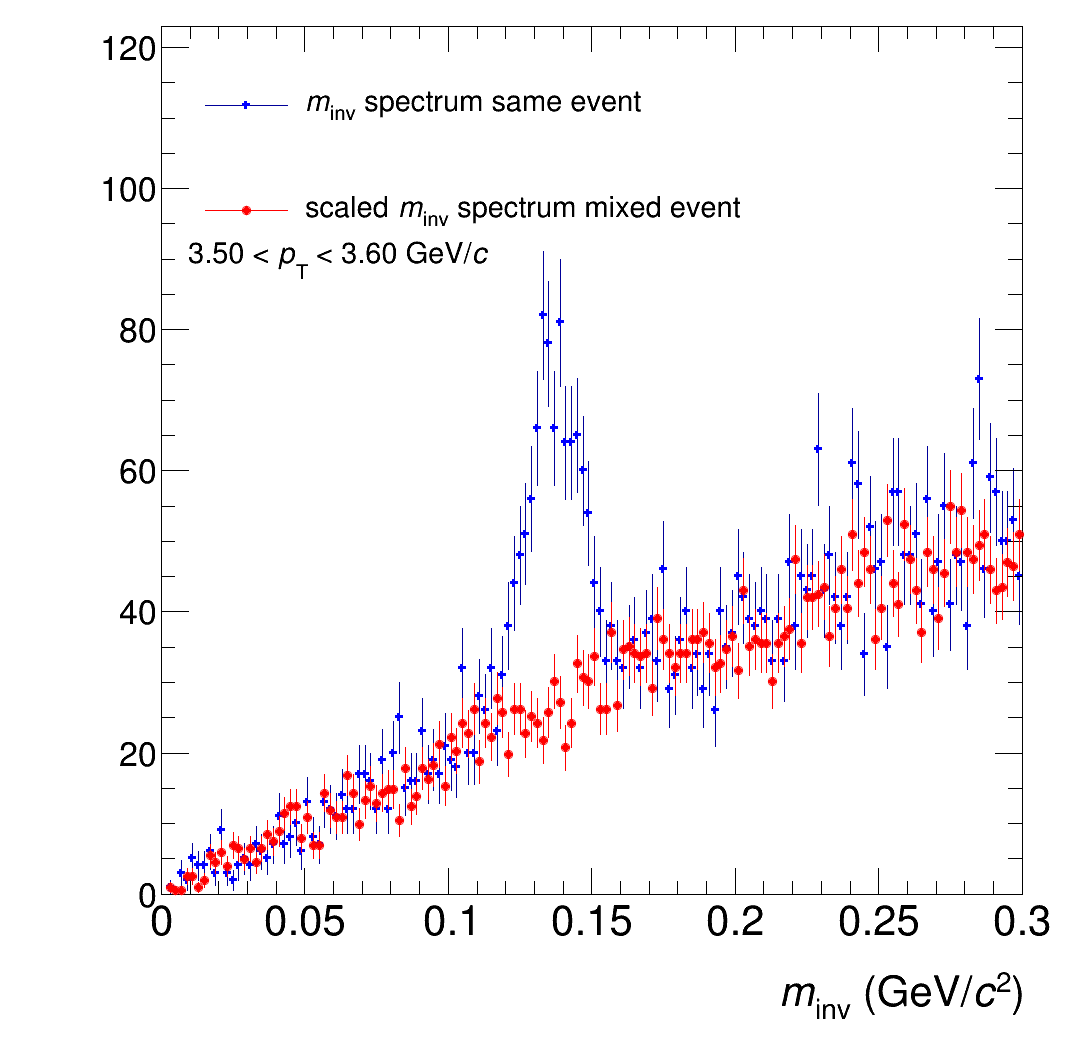 120
m_inv spectrum same event
100
scaled m_inv spectrum mixed event
3.50 < p_T < 3.60 GeV/c
80
60
40
20
0
0 0.05 0.1 0.15 0.2 0.25 0.3
m_inv (GeV/c²)